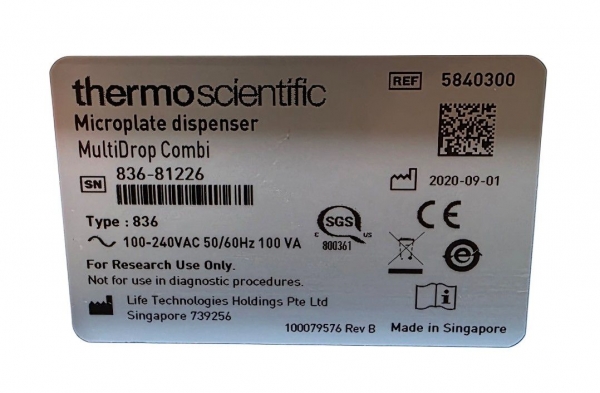 thermo scientific
REF 5840300
Microplate dispenser
MultiDrop Combi
SN 836-81226
2020-09-01
Type : 836
100-240VAC 50/60Hz 100 VA
SGS
C US
800361
CE
For Research Use Only.
Not for use in diagnostic procedures.
Life Technologies Holdings Pte Ltd
Singapore 739256
100079576 Rev B
Made in Singapore